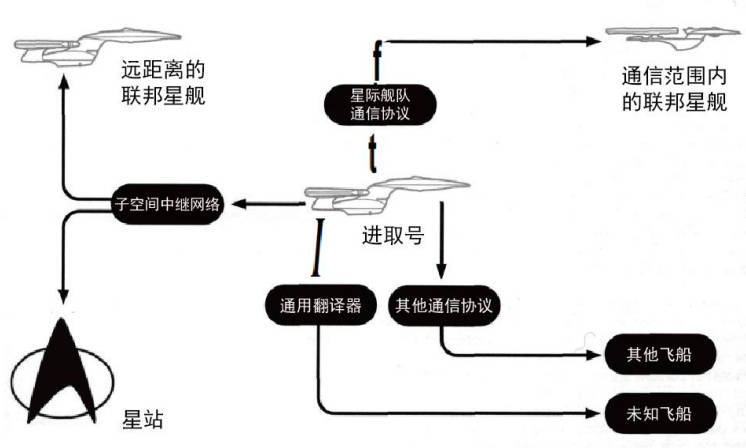 远距离的
联邦星舰
星际舰队
通信协议
通信范围内
的联邦星舰
子空间中继网络
进取号
通用翻译器
其他通信协议
其他飞船
未知飞船
星站